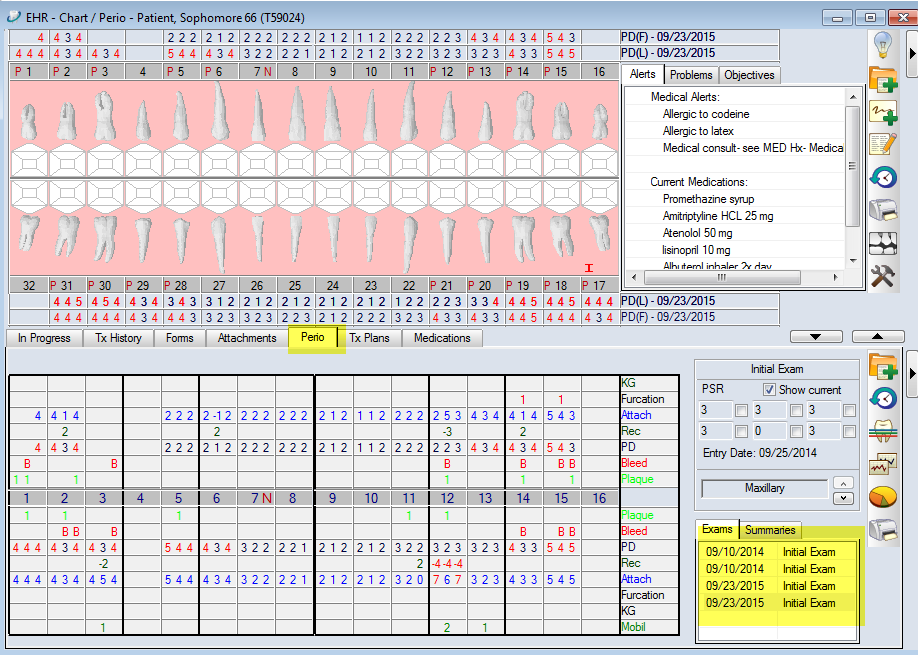 EHR - Chart / Perio - Patient, Sophomore 66 (T59024)
4 4 3 4 2 2 2 2 1 2 2 2 2 2 2 2 2 1 2 1 1 2 2 2 2 2 2 3 4 3 4 4 3 4 5 4 3 PD(F) - 09/23/2015
4 4 4 4 3 4 4 3 4 5 4 4 4 3 4 3 2 2 2 2 1 2 1 2 2 1 2 3 2 2 3 2 3 3 2 3 4 3 3 5 4 5 PD(L) - 09/23/2015
P 1 P 2 P 3 4 P 5 P 6 7 N 8 9 10 11 P 12 P 13 P 14 P 15 16
Alerts Problems Objectives
Medical Alerts:
Allergic to codeine
Allergic to latex
Medical consult- see MED Hx- Medica
Current Medications:
Promethazine syrup
Amitriptyline HCL 25 mg
Atenolol 50 mg
lisinopril 10 mg
Albuterol inhaler 2x day
32 P 31 P 30 P 29 P 28 P 27 26 25 24 23 22 P 21 P 20 P 19 P 18 P 17
4 4 5 4 5 4 4 3 4 3 4 3 3 1 2 2 1 2 2 1 2 2 1 2 2 1 2 3 2 2 2 2 3 3 3 4 4 4 5 4 4 5 4 4 4 PD(L) - 09/23/2015
4 4 4 4 4 4 4 3 4 4 4 3 3 2 3 2 1 2 2 1 2 2 1 2 2 1 2 3 2 2 3 2 3 4 3 4 4 4 5 4 4 4 4 3 4 PD(F) - 09/23/2015
In Progress Tx History Forms Attachments Perio Tx Plans Medications
KG
1 1 Furcation
4 4 1 4 2 2 2 2 -1 2 2 2 2 2 2 2 2 1 2 1 1 2 2 2 2 2 5 3 4 3 4 4 1 4 5 4 3 Attach
2 2 -3 2 Rec
4 4 3 4 2 2 2 2 1 2 2 2 2 2 2 2 2 1 2 1 1 2 2 2 2 2 2 3 4 3 4 4 3 4 5 4 3 PD
B B B B B B Bleed
1 1 1 1 1 1 Plaque
1 2 3 4 5 6 7 N 8 9 10 11 12 13 14 15 16
1 1 1 1 1 Plaque
B B B B B B Bleed
4 4 4 4 3 4 4 3 4 5 4 4 4 3 4 3 2 2 2 2 1 2 1 2 2 1 2 3 2 2 3 2 3 3 2 3 4 3 3 5 4 5 PD
-2 2 -4 -4 -4 Rec
4 4 4 4 3 4 4 5 4 5 4 4 4 3 4 3 2 2 2 2 1 2 1 2 2 1 2 3 2 0 7 6 7 3 2 3 4 3 3 5 4 5 Attach
Furcation
KG
1 2 1 Mobil
Initial Exam
PSR Show current
3 3 3
3 0 3
Entry Date: 09/25/2014
Maxillary
Exams Summaries
09/10/2014 Initial Exam
09/10/2014 Initial Exam
09/23/2015 Initial Exam
09/23/2015 Initial Exam